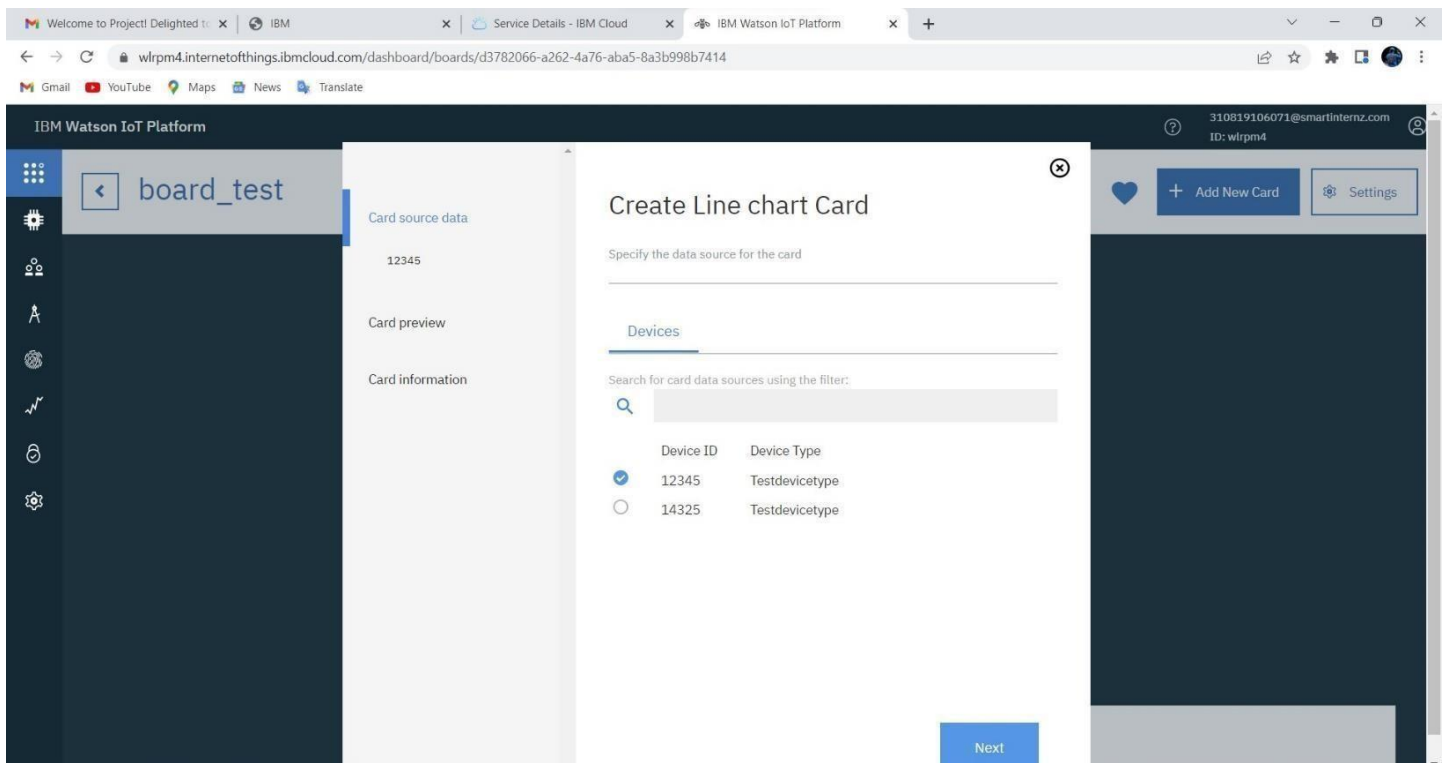 Welcome to Project! Delighted to
IBM
Service Details - IBM Cloud
IBM Watson IoT Platform
wlrpm4.internetofthings.ibmcloud.com/dashboard/boards/d3782066-a262-4a76-aba5-8a3b998b7414
Gmail YouTube Maps News Translate
IBM Watson IoT Platform
310819106071@smartinternz.com
ID: wlrpm4
board_test
Add New Card
Settings
Card source data
12345
Card preview
Card information
Create Line chart Card
Specify the data source for the card
Devices
Search for card data sources using the filter:
Device ID Device Type
12345 Testdevicetype
14325 Testdevicetype
Next